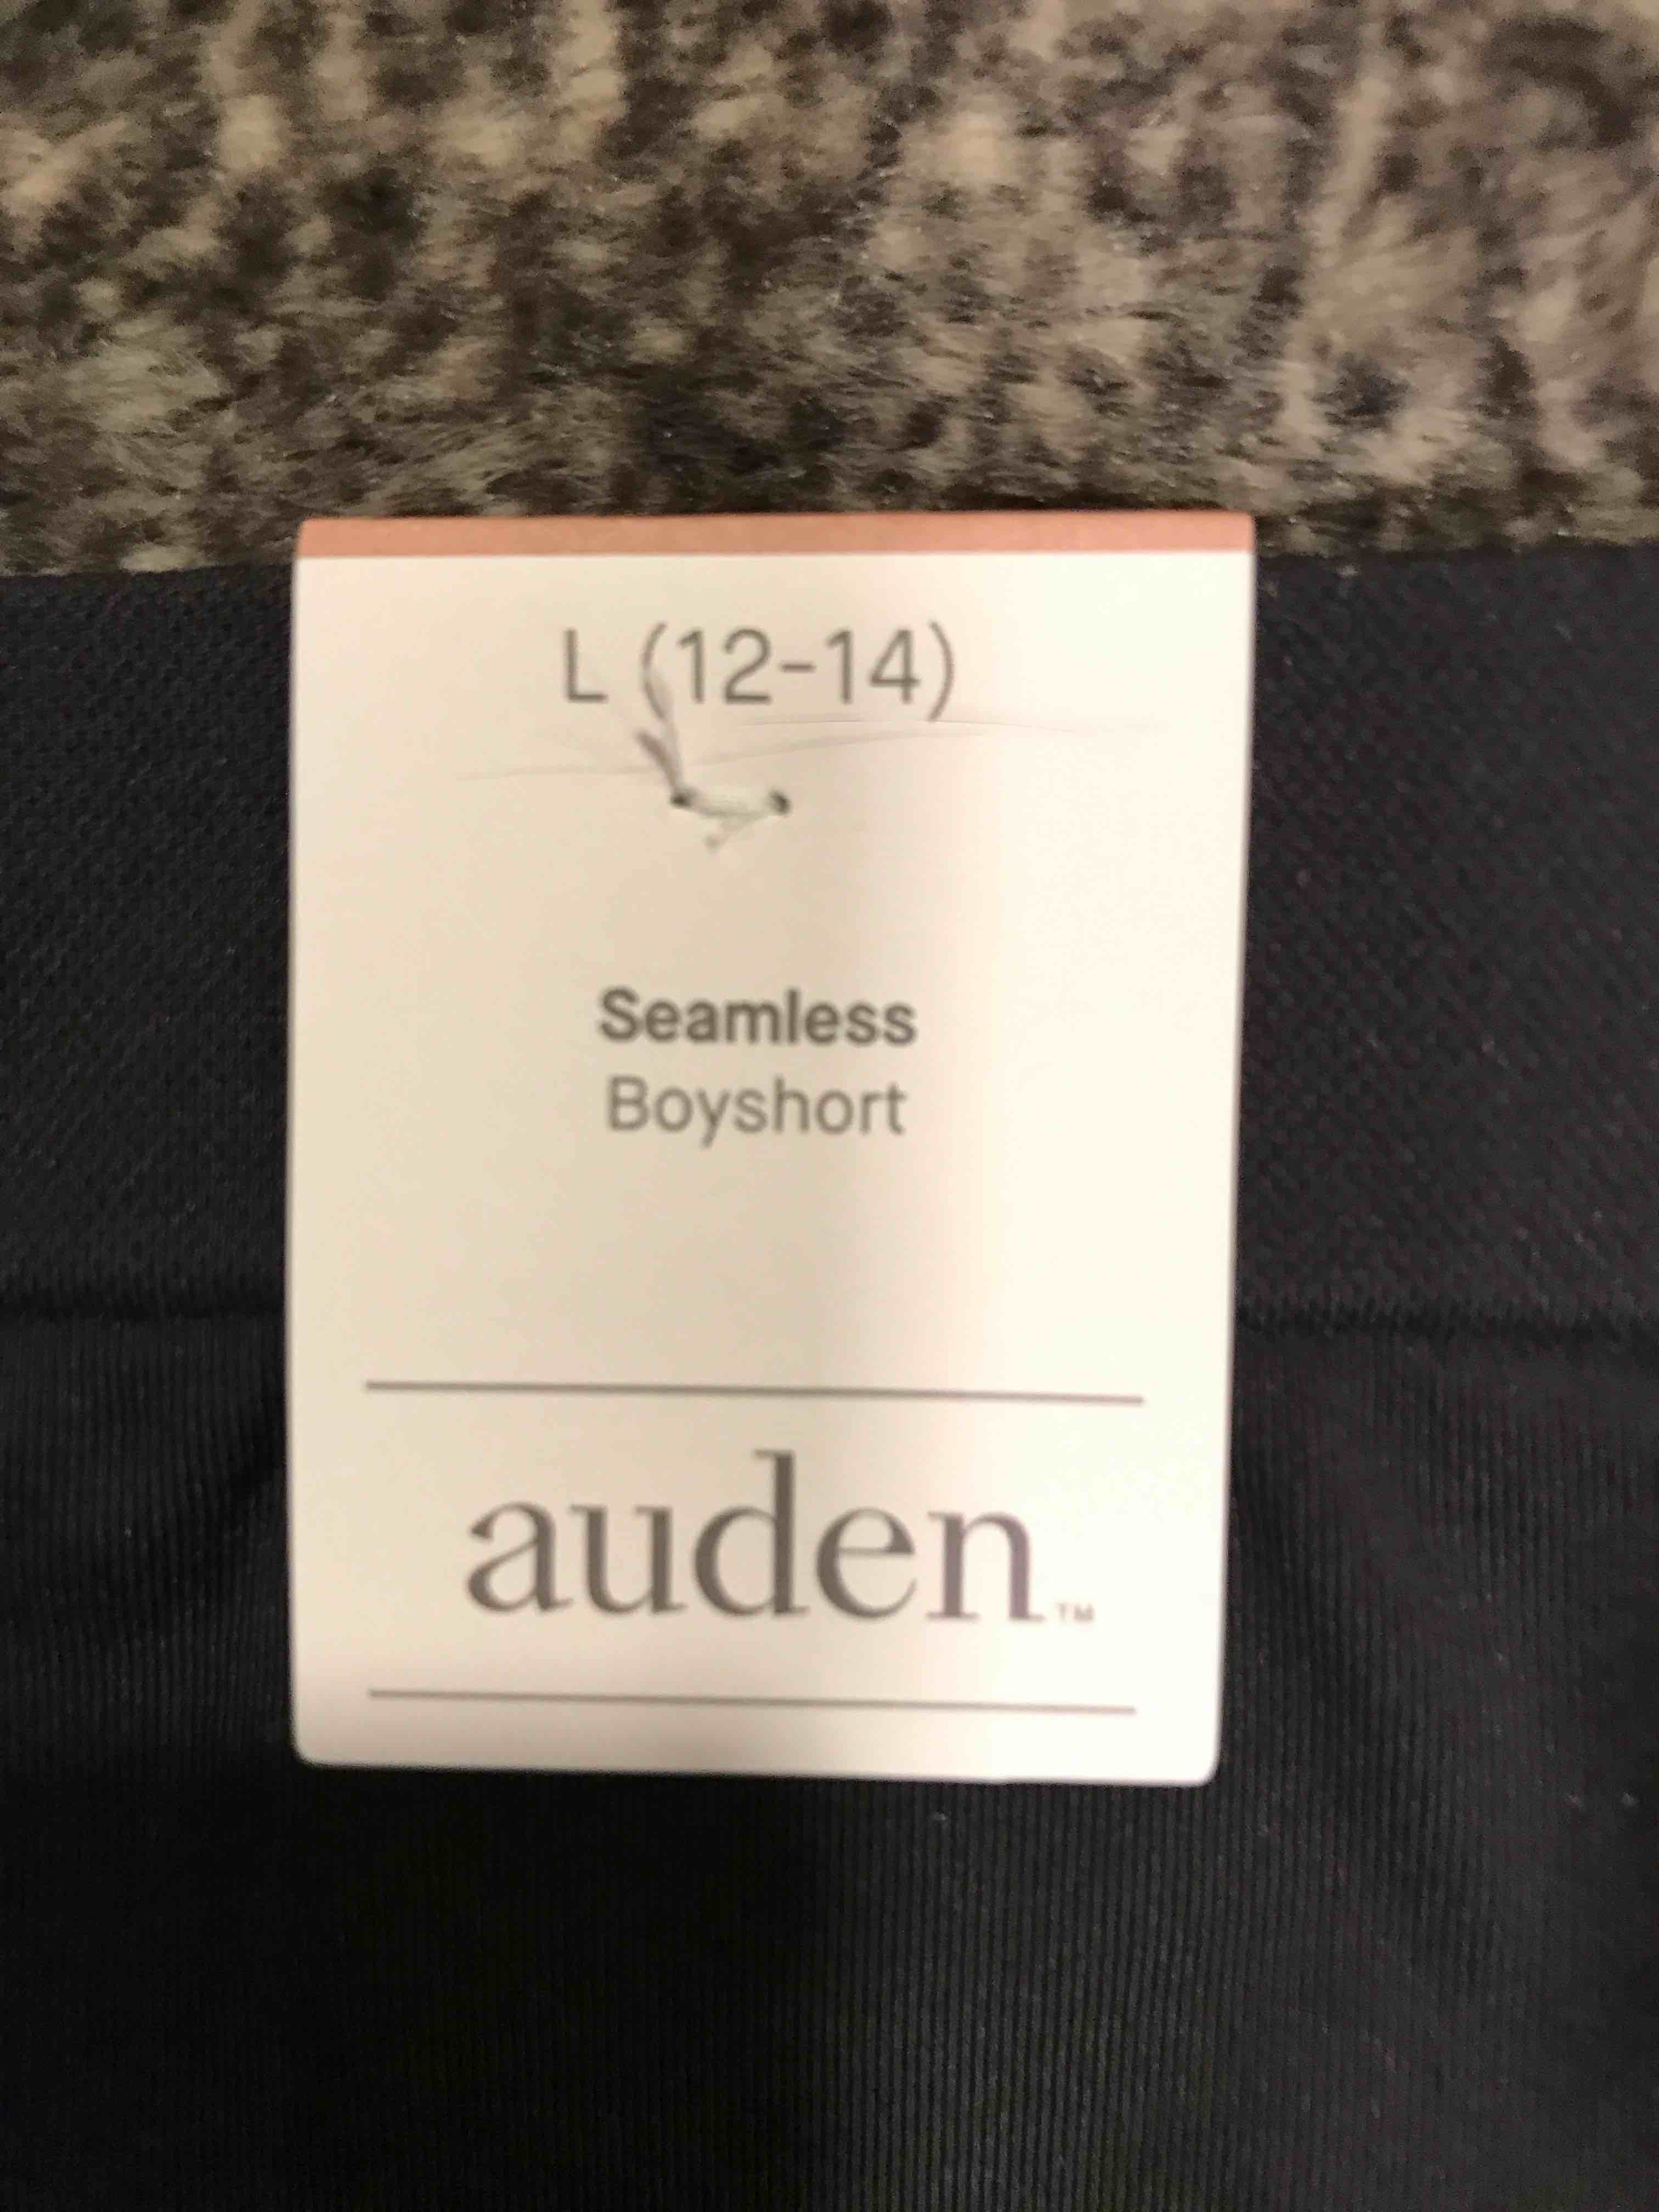 L (12-14)
Seamless
Boyshort
auden™